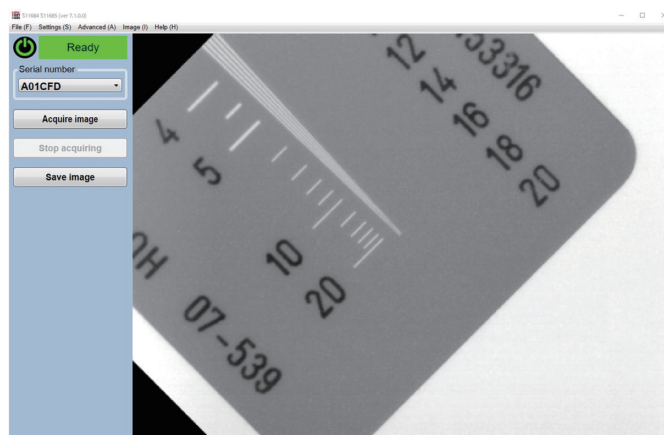 S11684 S11685 (ver 7.1.0.0)
File (F) Settings (S) Advanced (A) Image (I) Help (H)
Ready
Serial number
A01CFD
Acquire image
Stop acquiring
Save image
4
5
10
20
07-539
12
14
16
18
20